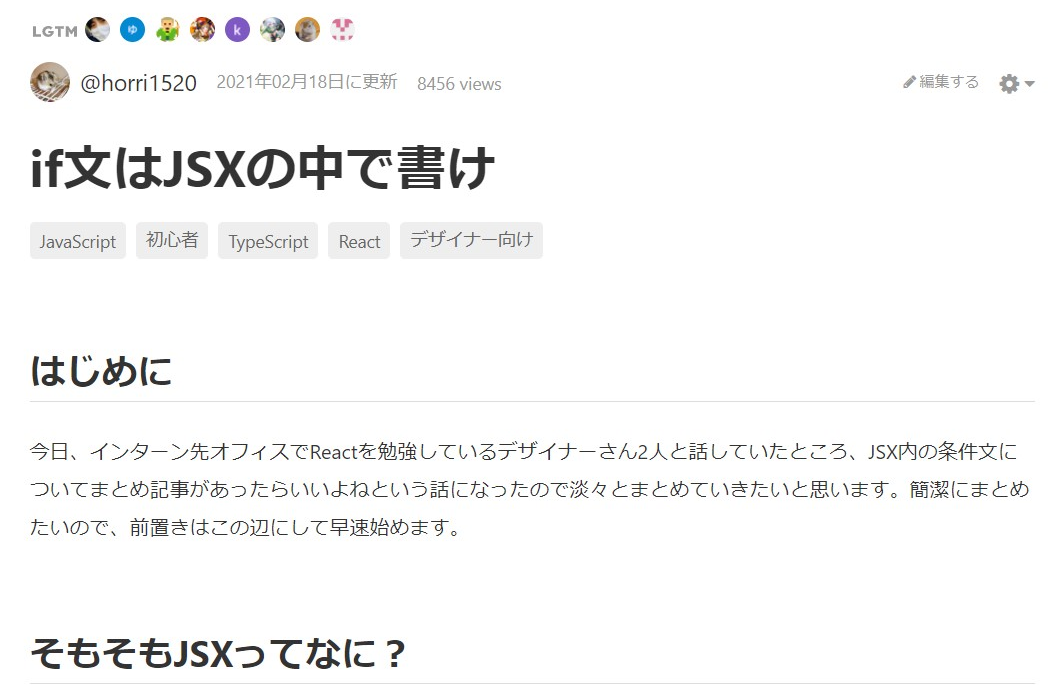 LGTM ゆ k
@horri1520 2021年02月18日に更新 8456 views 編集する
if文はJSXの中で書け
JavaScript 初心者 TypeScript React デザイナー向け
はじめに
今日、インターン先オフィスでReactを勉強しているデザイナーさん2人と話していたところ、JSX内の条件文に
ついてまとめ記事があったらいいよねという話になったので淡々とまとめていきたいと思います。簡潔にまとめ
たいので、前置きはこの辺にして早速始めます。
そもそもJSXってなに？